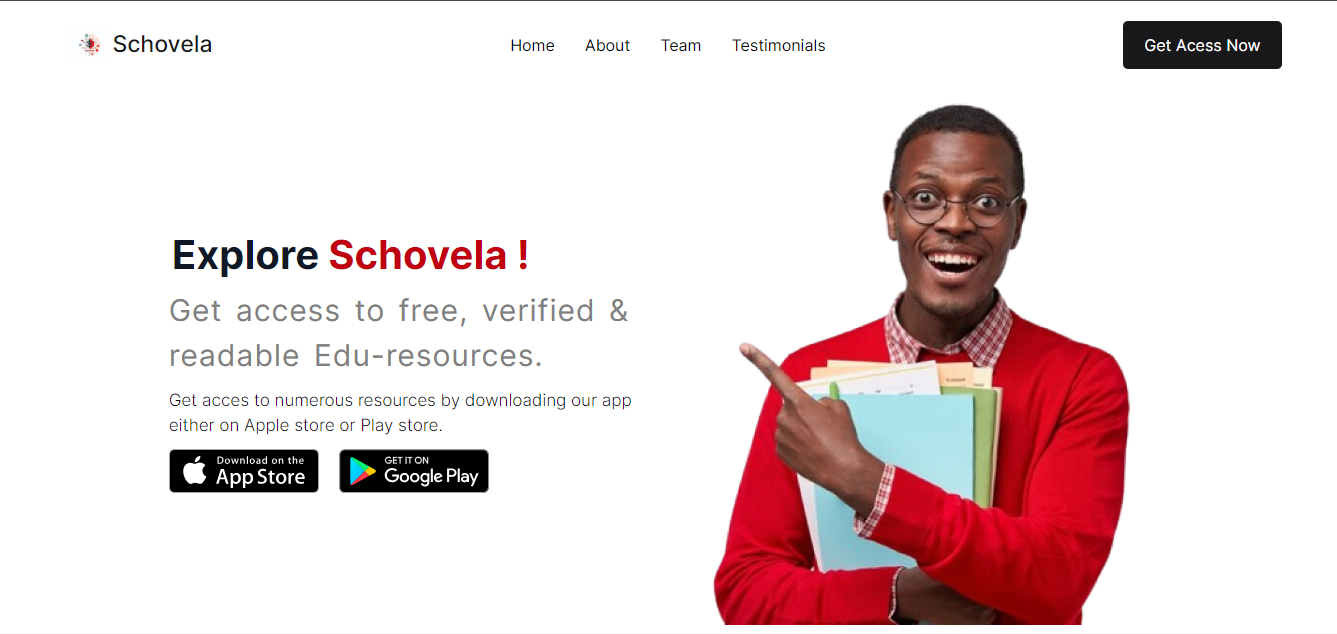 Schovela
Home
About
Team
Testimonials
Get Acess Now
Explore Schovela !
Get access to free, verified &
readable Edu-resources.
Get acces to numerous resources by downloading our app
either on Apple store or Play store.
Download on the
App Store
GET IT ON
Google Play